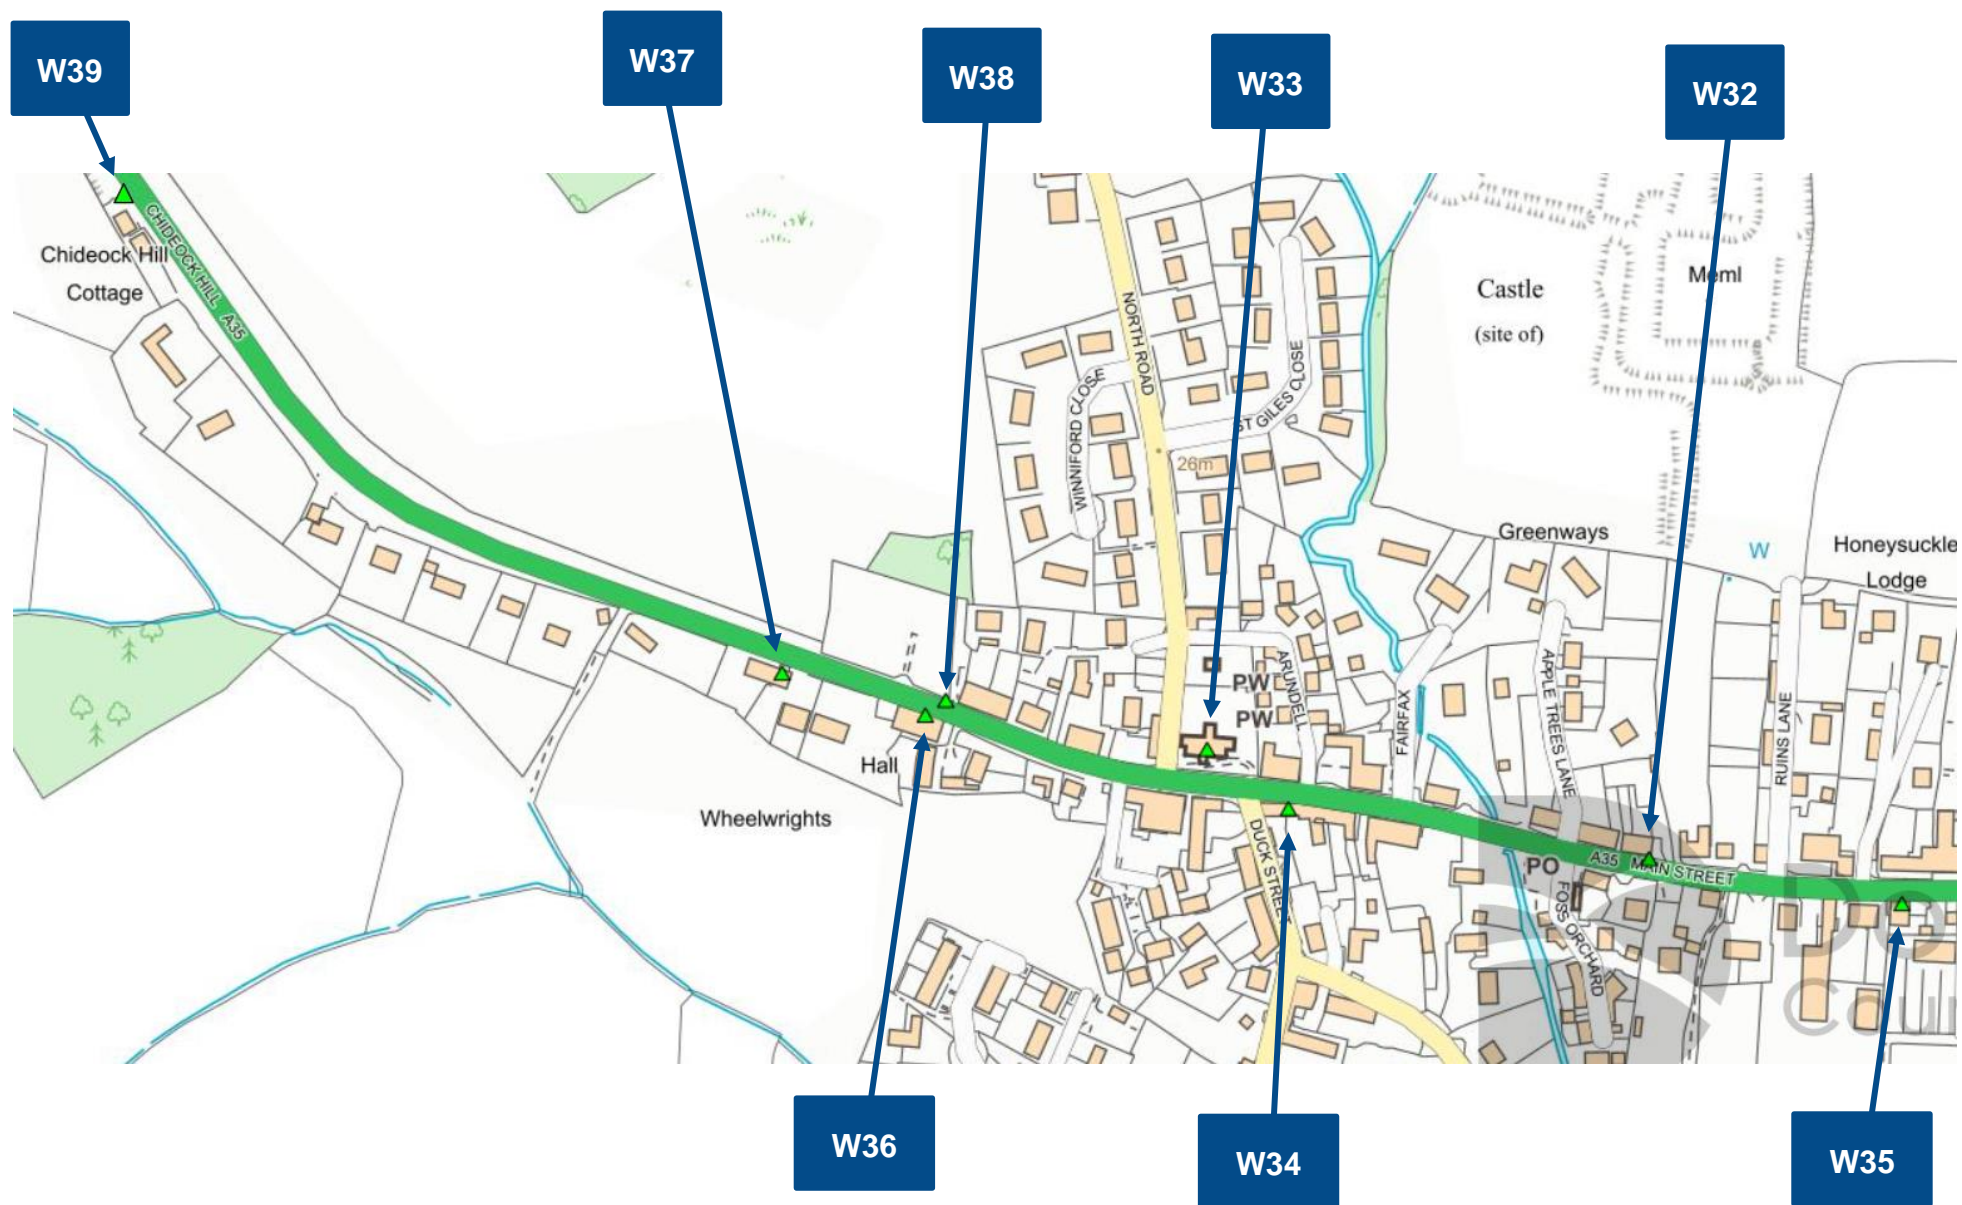 W39
W37
W38
W33
W32
CHIDEOCK HILL A35
Chideock Hill
Cottage
NORTH ROAD
WINNIFORD CLOSE
ST GILES CLOSE
26m
Castle
(site of)
Meml
Greenways
W
Honeysuckle
Lodge
PW
PW
ARUNDELL
FAIRFAX
APPLE TREES LANE
RUINS LANE
Hall
Wheelwrights
DUCK STREET
PO
A35 MAIN STREET
FOSS ORCHARD
Do
Coun
W36
W34
W35